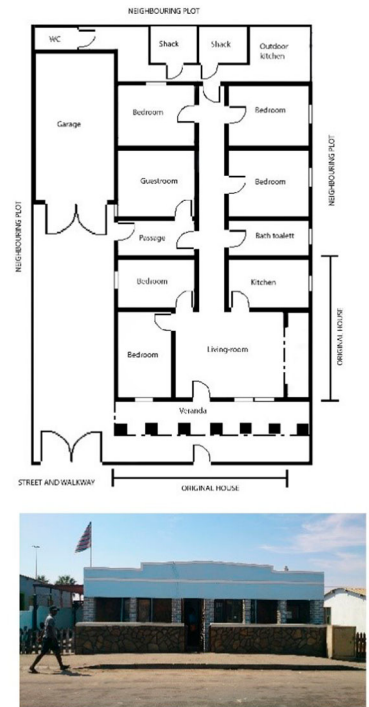 NEIGHBOURING PLOT
WC
Shack
Shack
Outdoor
kitchen
Garage
Bedroom
Bedroom
Guestroom
Bedroom
Passage
Bath toalett
Bedroom
Kitchen
Bedroom
Living-room
Veranda
NEIGHBOURING PLOT
NEIGHBOURING PLOT
ORIGINAL HOUSE
STREET AND WALKWAY
ORIGINAL HOUSE